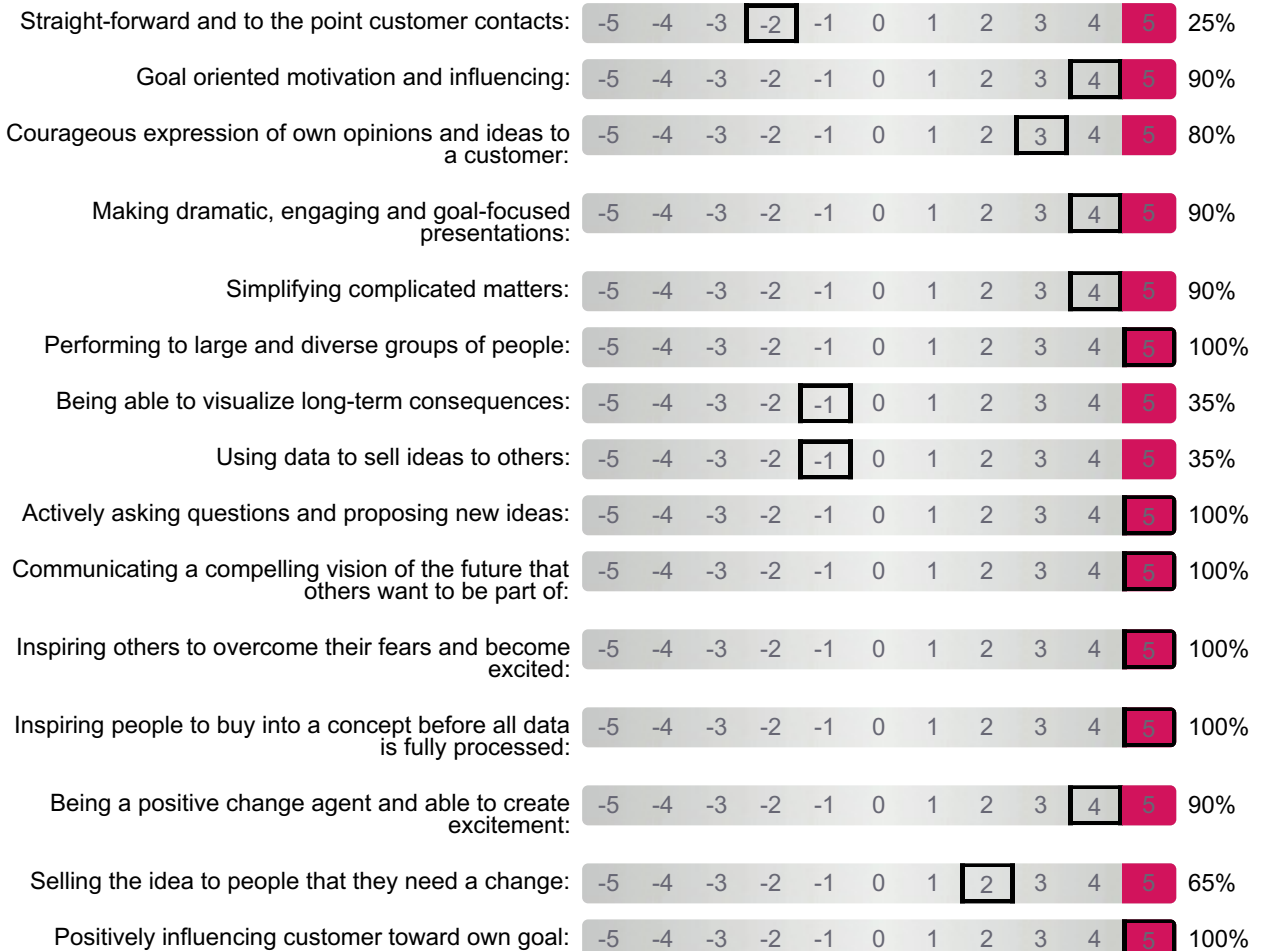 Straight-forward and to the point customer contacts: -5 -4 -3 -2 -1 0 1 2 3 4 5 25%
Goal oriented motivation and influencing: -5 -4 -3 -2 -1 0 1 2 3 4 5 90%
Courageous expression of own opinions and ideas to
a customer: -5 -4 -3 -2 -1 0 1 2 3 4 5 80%
Making dramatic, engaging and goal-focused
presentations: -5 -4 -3 -2 -1 0 1 2 3 4 5 90%
Simplifying complicated matters: -5 -4 -3 -2 -1 0 1 2 3 4 5 90%
Performing to large and diverse groups of people: -5 -4 -3 -2 -1 0 1 2 3 4 5 100%
Being able to visualize long-term consequences: -5 -4 -3 -2 -1 0 1 2 3 4 5 35%
Using data to sell ideas to others: -5 -4 -3 -2 -1 0 1 2 3 4 5 35%
Actively asking questions and proposing new ideas: -5 -4 -3 -2 -1 0 1 2 3 4 5 100%
Communicating a compelling vision of the future that
others want to be part of: -5 -4 -3 -2 -1 0 1 2 3 4 5 100%
Inspiring others to overcome their fears and become
excited: -5 -4 -3 -2 -1 0 1 2 3 4 5 100%
Inspiring people to buy into a concept before all data
is fully processed: -5 -4 -3 -2 -1 0 1 2 3 4 5 100%
Being a positive change agent and able to create
excitement: -5 -4 -3 -2 -1 0 1 2 3 4 5 90%
Selling the idea to people that they need a change: -5 -4 -3 -2 -1 0 1 2 3 4 5 65%
Positively influencing customer toward own goal: -5 -4 -3 -2 -1 0 1 2 3 4 5 100%